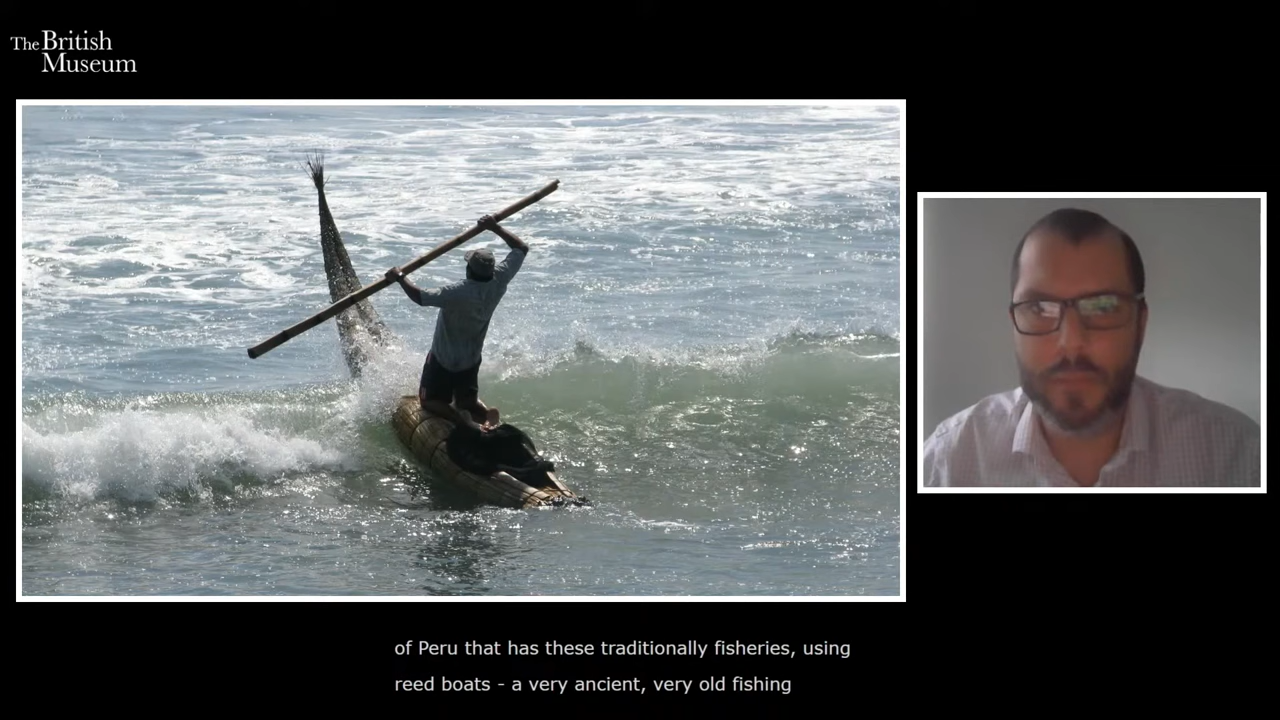 The British
Museum
of Peru that has these traditionally fisheries, using
reed boats - a very ancient, very old fishing